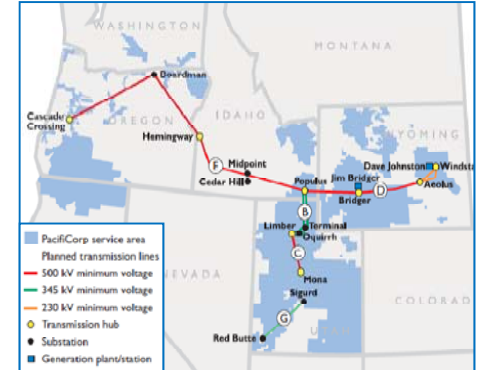 WASHINGTON
MONTANA
Boardman
Cascade
Crossing
OREGON
IDAHO
Hemingway
WYOMING
F
Midpoint
Cedar Hill
Populus
Jim Bridger
Bridger
D
Dave Johnston
Windsta
Aeolus
B
Limber
Terminal
Oquirrh
C
Mona
Sigurd
NEVADA
COLORAD
G
UTAH
Red Butte
PacifiCorp service area
Planned transmission lines
500 kV minimum voltage
345 kV minimum voltage
230 kV minimum voltage
Transmission hub
Substation
Generation plant/station